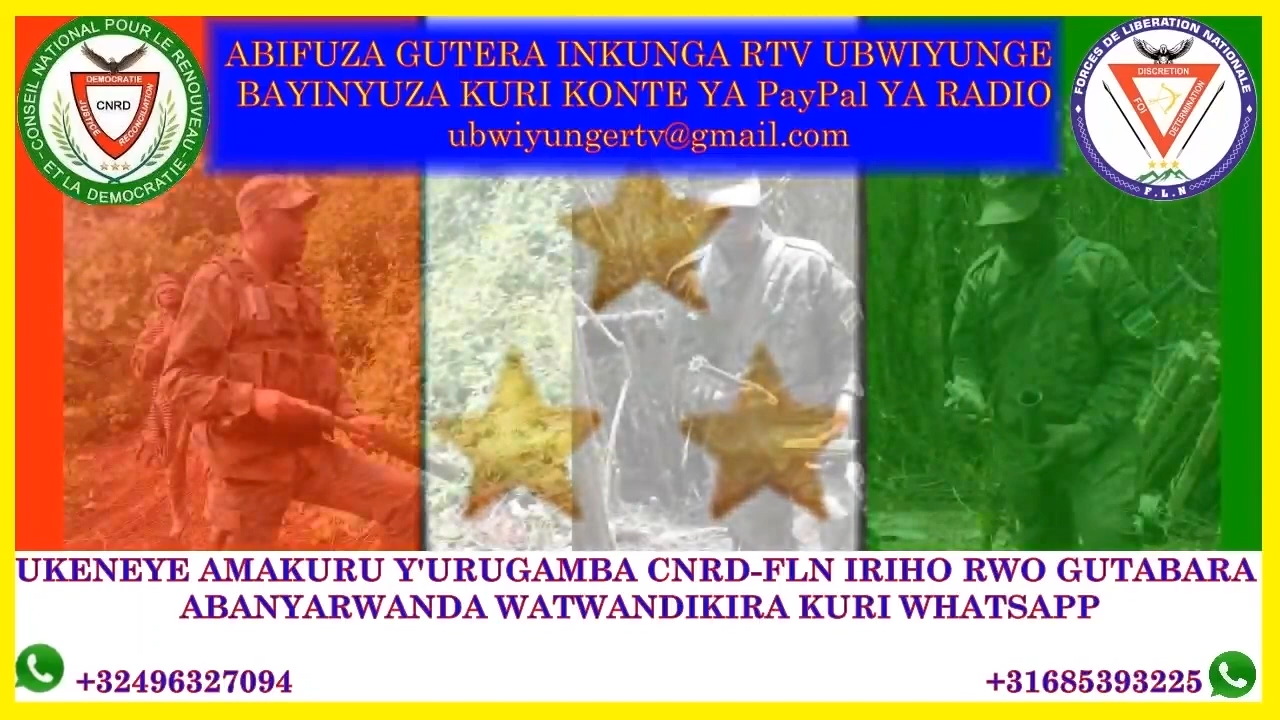 CONSEIL NATIONAL POUR LE RENOUVEAU
ET LA DEMOCRATIE
DEMOCRATIE
CNRD
JUSTICE
RECONCILIATION
ABIFUZA GUTERA INKUNGA RTV UBWIYUNGE
BAYINYUZA KURI KONTE YA PayPal YA RADIO
ubwiyungertv@gmail.com
FORCES DE LIBERATION NATIONALE
DISCRETION
FOI
DETERMINATION
F.L.N
UKENEYE AMAKURU Y'URUGAMBA CNRD-FLN IRIHO RWO GUTABARA
ABANYARWANDA WATWANDIKIRA KURI WHATSAPP
+32496327094
+31685393225